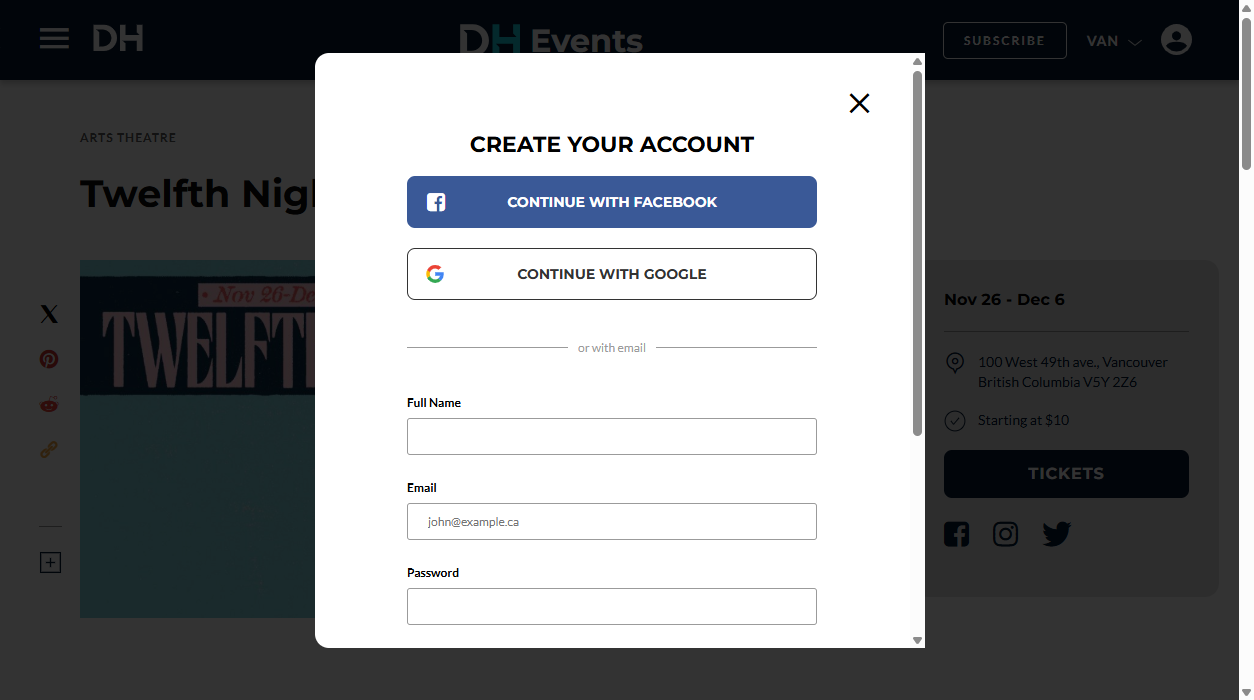 DH
DH Events
SUBSCRIBE
VAN
CREATE YOUR ACCOUNT
CONTINUE WITH FACEBOOK
CONTINUE WITH GOOGLE
or with email
Full Name
Email
john@example.ca
Password
ARTS THEATRE
Twelfth Nig
• Nov 26-De
TWELFT
Nov 26 - Dec 6
100 West 49th ave., Vancouver
British Columbia V5Y 2Z6
Starting at $10
TICKETS